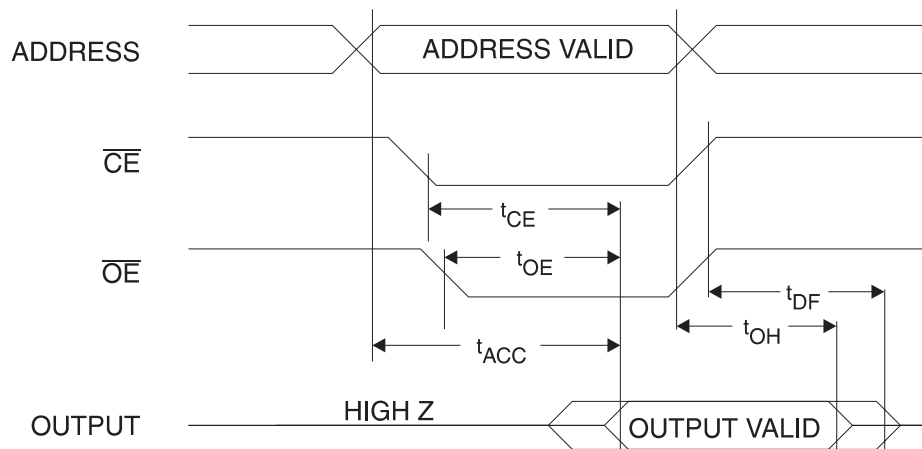 ADDRESS
ADDRESS VALID
CE
tCE
OE
tOE
tDF
tOH
tACC
OUTPUT
HIGH Z
OUTPUT VALID